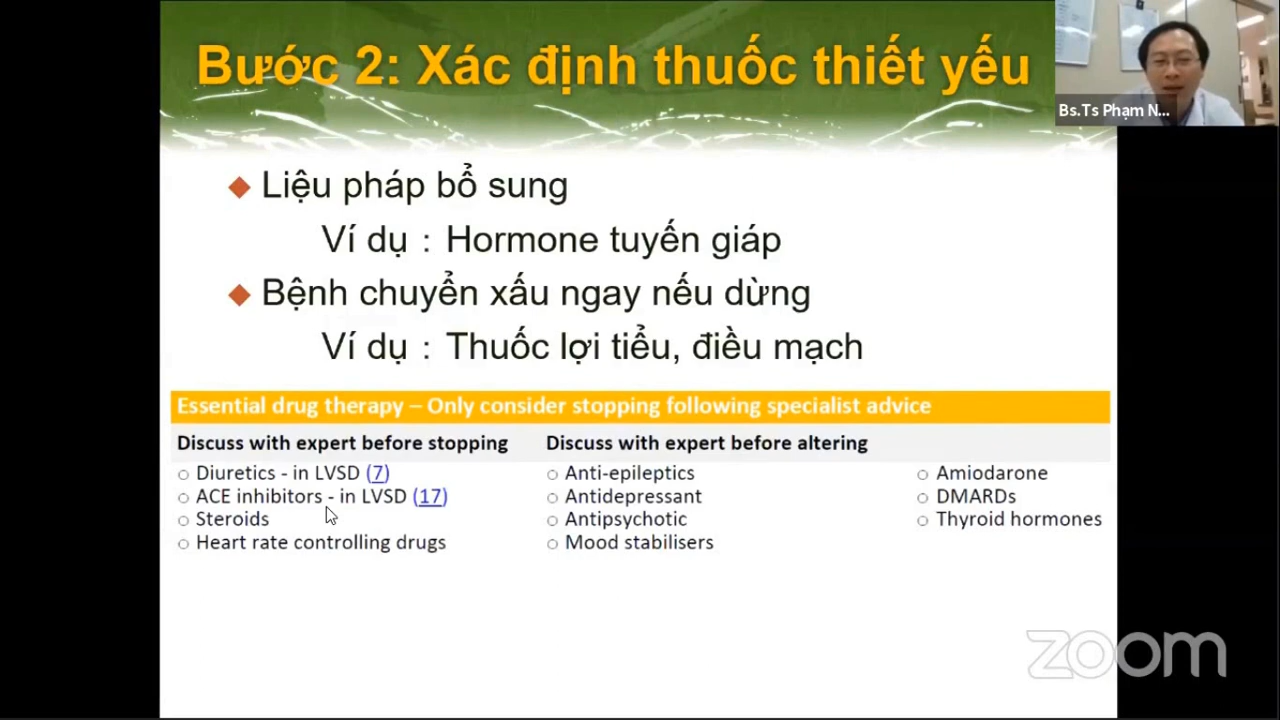 Bước 2: Xác định thuốc thiết yếu
Bs.Ts Phạm N...
Liệu pháp bổ sung
Ví dụ : Hormone tuyến giáp
Bệnh chuyển xấu ngay nếu dừng
Ví dụ : Thuốc lợi tiểu, điều mạch
Essential drug therapy – Only consider stopping following specialist advice
Discuss with expert before stopping
Diuretics - in LVSD (7)
ACE inhibitors - in LVSD (17)
Steroids
Heart rate controlling drugs
Discuss with expert before altering
Anti-epileptics
Antidepressant
Antipsychotic
Mood stabilisers
Amiodarone
DMARDs
Thyroid hormones
zoom